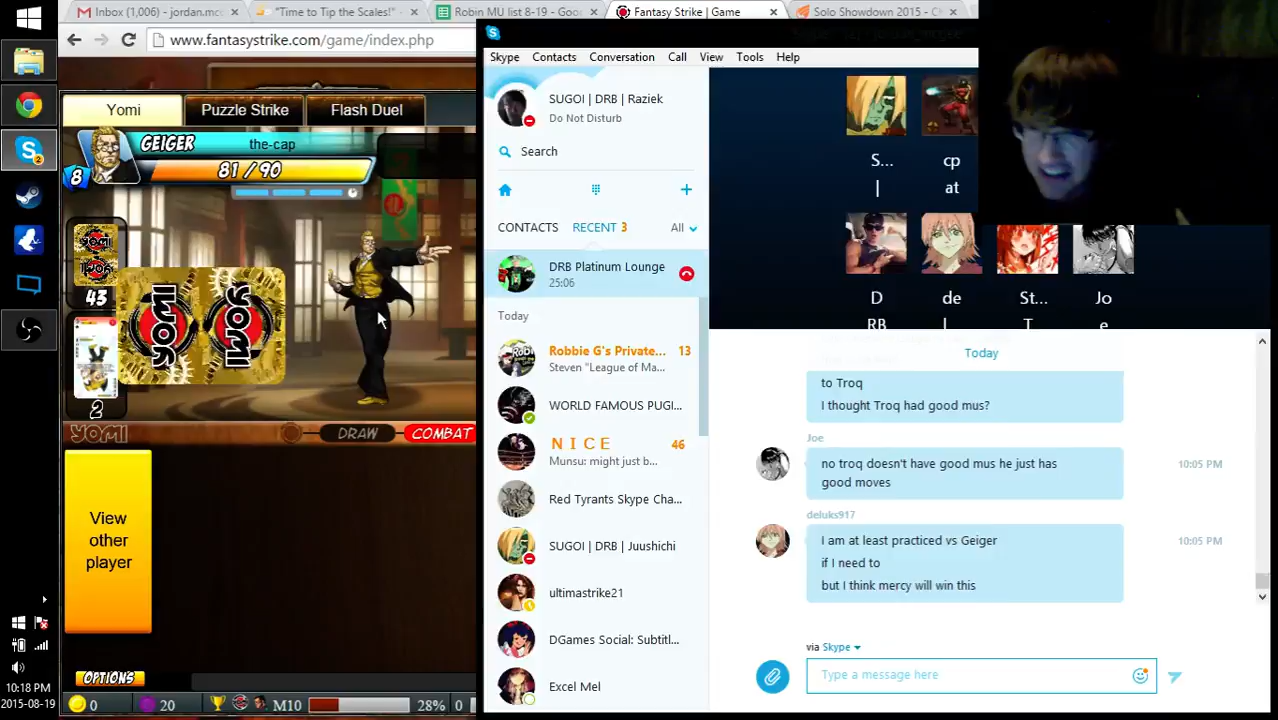 Inbox (1,006) - jordan.mc
"Time to Tip the Scales!"
Robin MU list 8-19 - Goo
Fantasy Strike | Game
Solo Showdown 2015 - C
www.fantasystrike.com/game/index.php
Skype Contacts Conversation Call View Tools Help
Yomi
Puzzle Strike
Flash Duel
GEIGER
the-cap
81 / 90
8
43
YOMI
YOMI
2
YOMI
DRAW
COMBAT
View
other
player
OPTIONS
0
20
M10
28%
0
10:18 PM
2015-08-19
SUGOI | DRB | Raziek
Do Not Disturb
Search
CONTACTS
RECENT 3
All
DRB Platinum Lounge
25:06
Today
Robbie G's Private...
13
Steven "League of Ma...
WORLD FAMOUS PUGI...
N I C E
46
Munsu: might just b...
Red Tyrants Skype Cha...
SUGOI | DRB | Juushichi
ultimastrike21
DGames Social: Subtitl...
Excel Mel
S...
|
cp
at
D
RB
de
l
St...
T
Jo
e
Today
to Troq
I thought Troq had good mus?
Joe
no troq doesn't have good mus he just has
good moves
10:05 PM
deluks917
I am at least practiced vs Geiger
if I need to
but I think mercy will win this
10:05 PM
via Skype
Type a message here